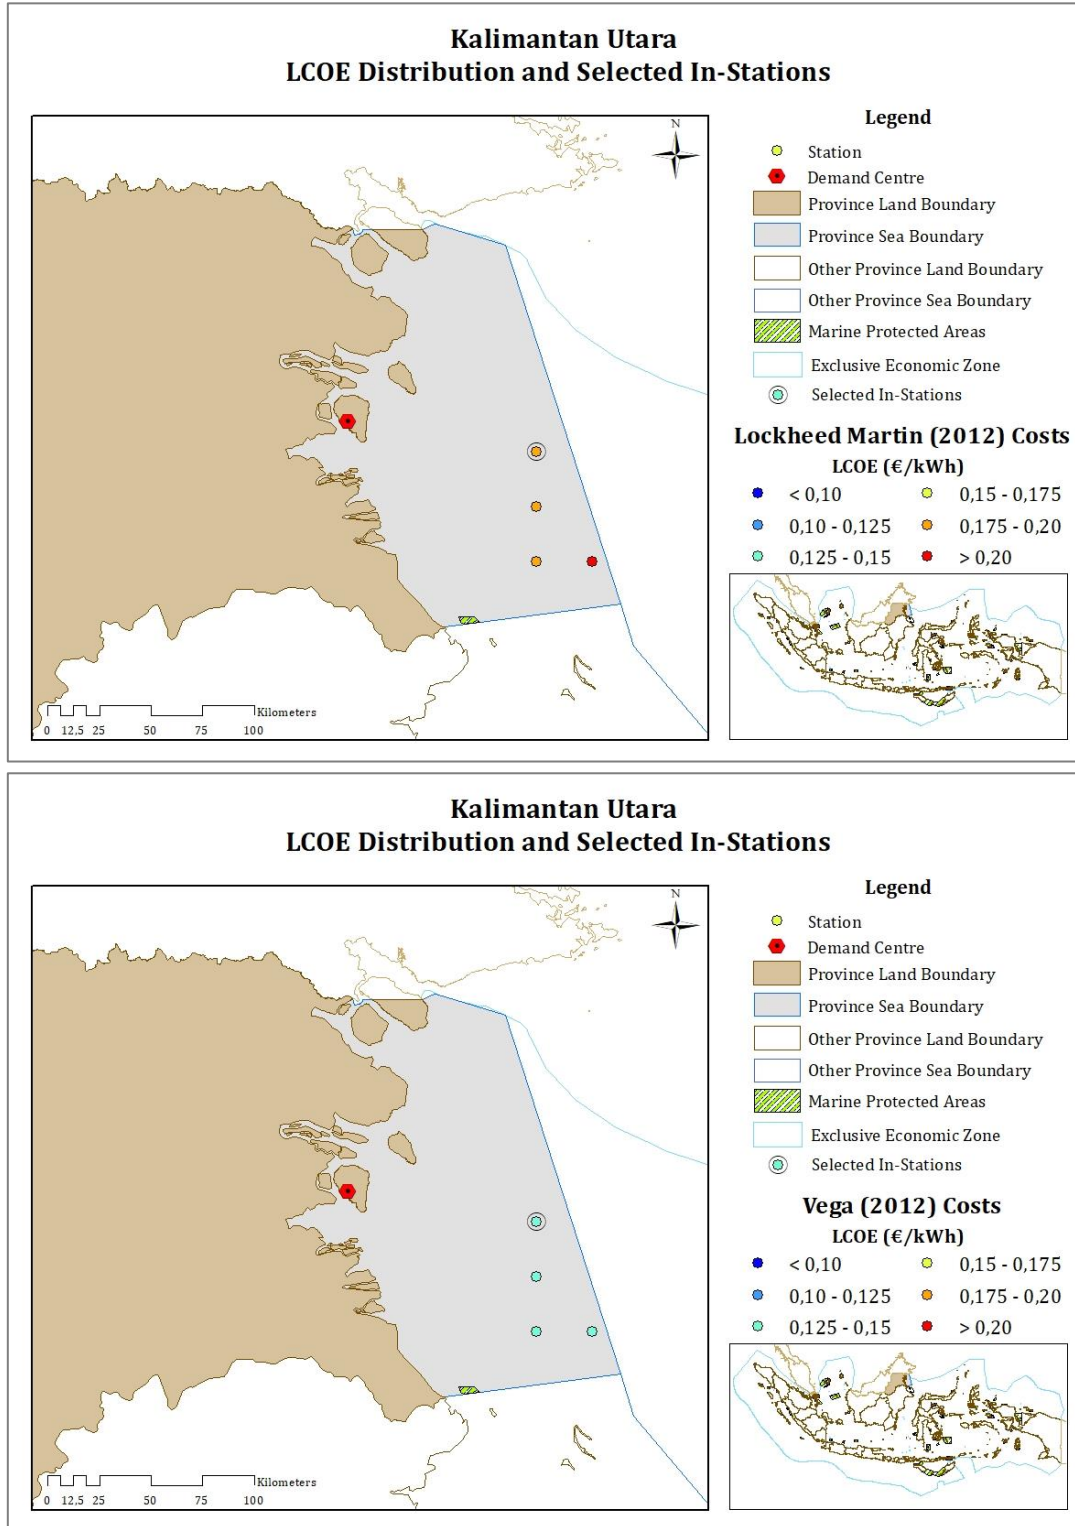 Kalimantan Utara
LCOE Distribution and Selected In-Stations
N
Legend
Station
Demand Centre
Province Land Boundary
Province Sea Boundary
Other Province Land Boundary
Other Province Sea Boundary
Marine Protected Areas
Exclusive Economic Zone
Selected In-Stations
Lockheed Martin (2012) Costs
LCOE (€/kWh)
< 0,10 0,15 - 0,175
0,10 - 0,125 0,175 - 0,20
0,125 - 0,15 > 0,20
Kilometers
0 12,5 25 50 75 100
Kalimantan Utara
LCOE Distribution and Selected In-Stations
N
Legend
Station
Demand Centre
Province Land Boundary
Province Sea Boundary
Other Province Land Boundary
Other Province Sea Boundary
Marine Protected Areas
Exclusive Economic Zone
Selected In-Stations
Vega (2012) Costs
LCOE (€/kWh)
< 0,10 0,15 - 0,175
0,10 - 0,125 0,175 - 0,20
0,125 - 0,15 > 0,20
Kilometers
0 12,5 25 50 75 100